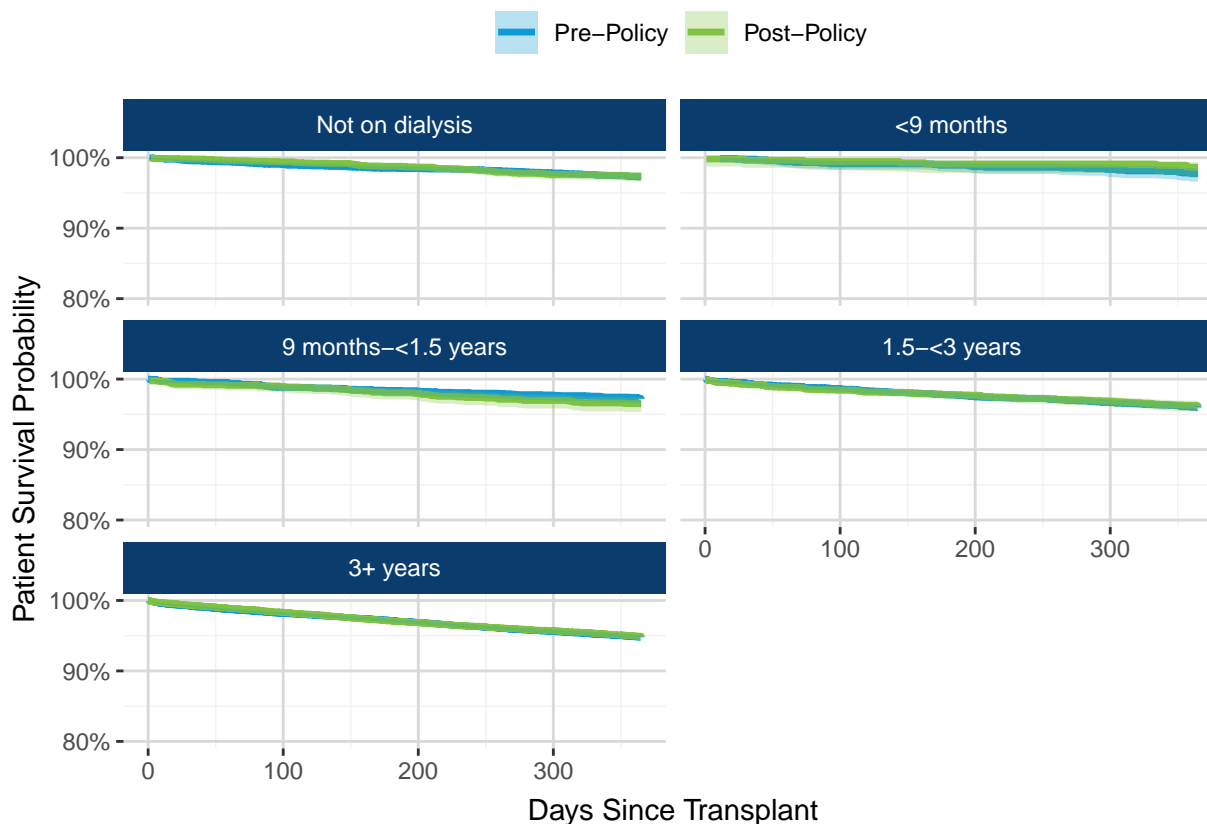 Pre−Policy Post−Policy
Not on dialysis
<9 months
100%
90%
80%
9 months−<1.5 years
1.5−<3 years
100%
90%
80%
0 100 200 300
3+ years
100%
90%
80%
0 100 200 300
Patient Survival Probability
Days Since Transplant